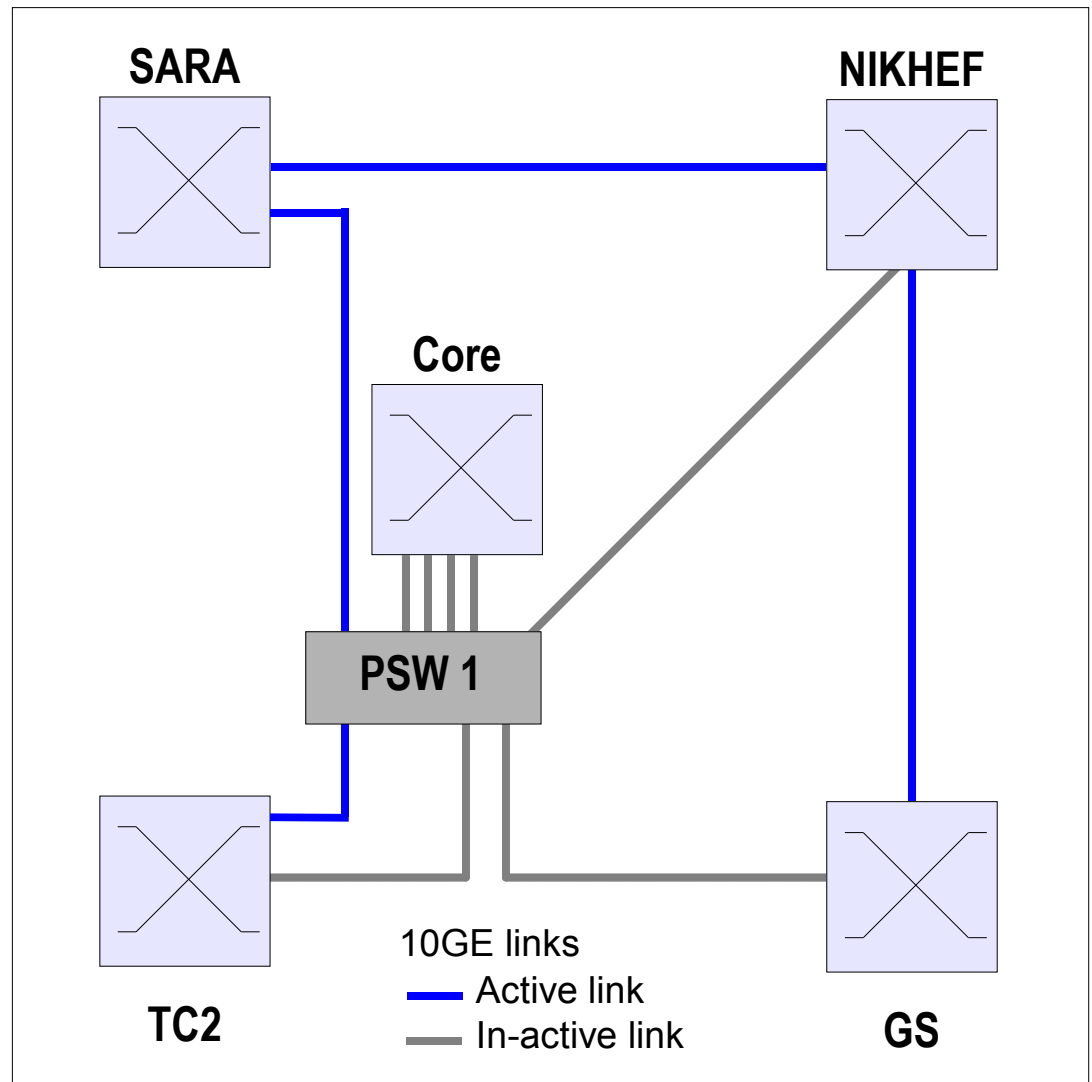 SARA
NIKHEF
Core
PSW 1
10GE links
Active link
In-active link
TC2
GS